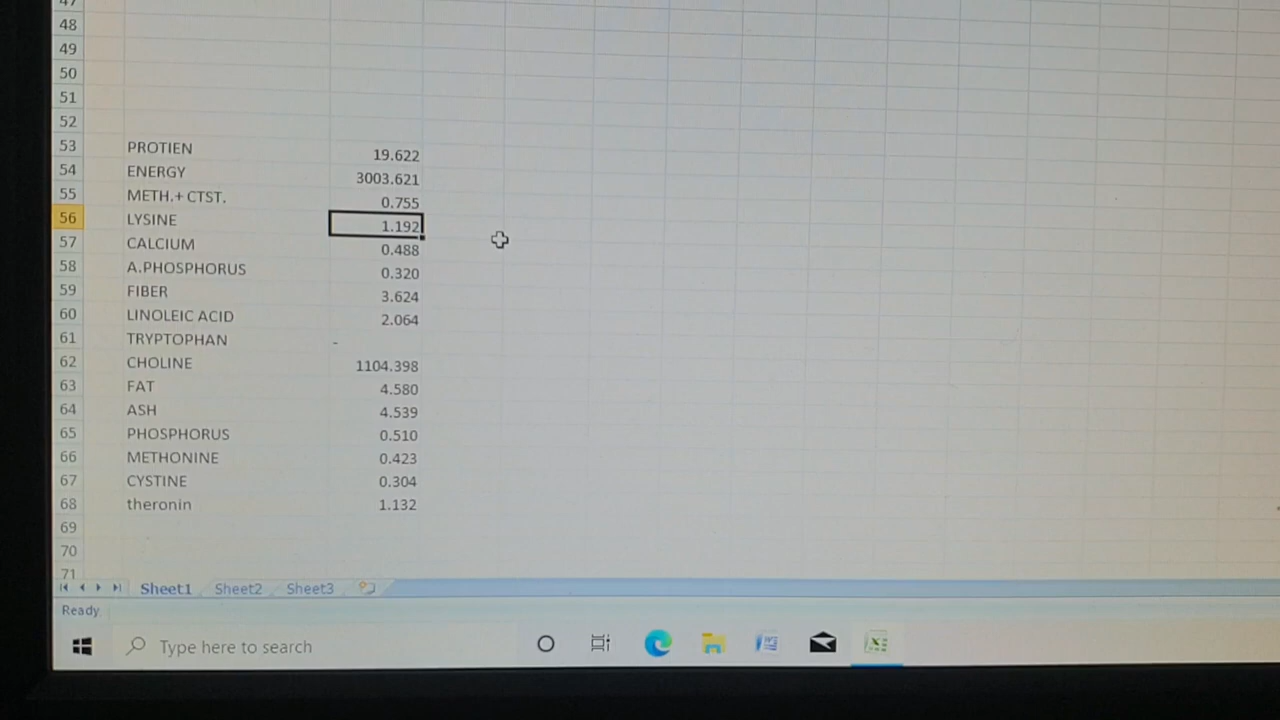 47
48
49
50
51
52
53 PROTIEN 19.622
54 ENERGY 3003.621
55 METH.+ CTST. 0.755
56 LYSINE 1.192
57 CALCIUM 0.488
58 A.PHOSPHORUS 0.320
59 FIBER 3.624
60 LINOLEIC ACID 2.064
61 TRYPTOPHAN -
62 CHOLINE 1104.398
63 FAT 4.580
64 ASH 4.539
65 PHOSPHORUS 0.510
66 METHONINE 0.423
67 CYSTINE 0.304
68 theronin 1.132
69
70
71
Sheet1 Sheet2 Sheet3
Ready
Type here to search